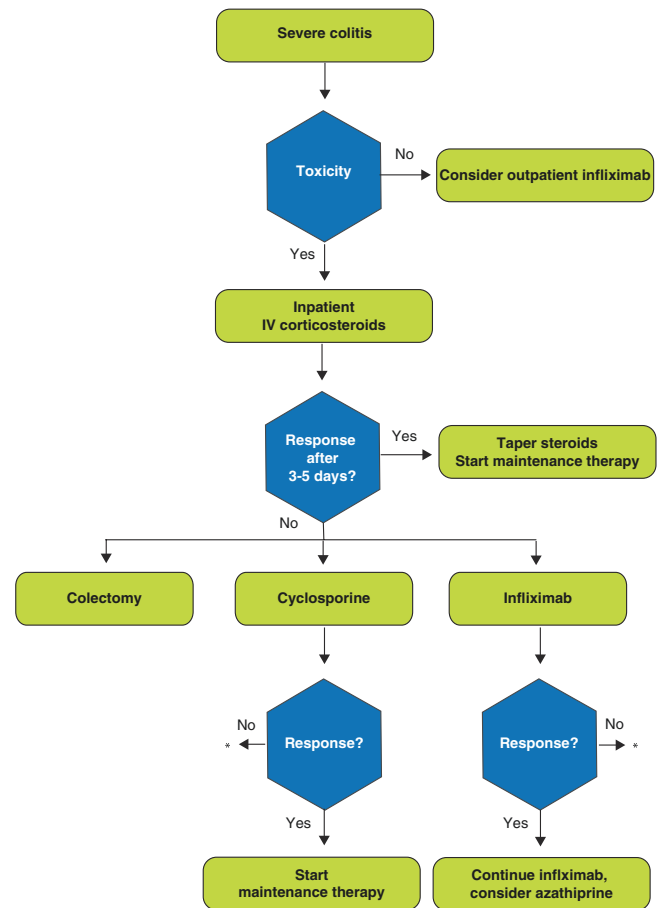 Severe colitis
Toxicity
No
Consider outpatient infliximab
Yes
Inpatient
IV corticosteroids
Response
after
3-5 days?
Yes
Taper steroids
Start maintenance therapy
No
Colectomy
Cyclosporine
Infliximab
No
*
Response?
Response?
No
*
Yes
Yes
Start
maintenance therapy
Continue inflximab,
consider azathiprine